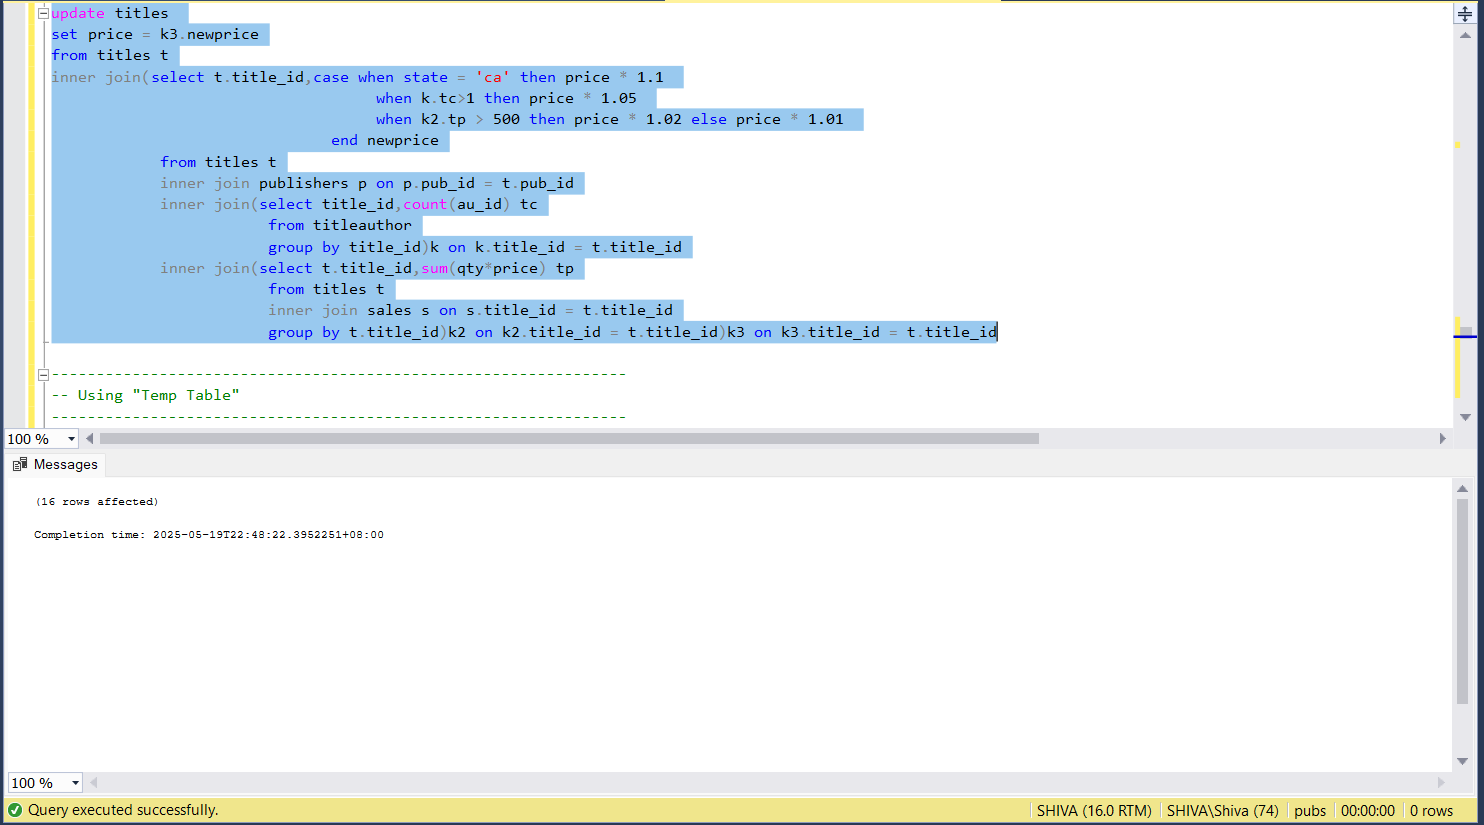 update titles
set price = k3.newprice
from titles t
inner join(select t.title_id,case when state = 'ca' then price * 1.1
when k.tc>1 then price * 1.05
when k2.tp > 500 then price * 1.02 else price * 1.01
end newprice
from titles t
inner join publishers p on p.pub_id = t.pub_id
inner join(select title_id,count(au_id) tc
from titleauthor
group by title_id)k on k.title_id = t.title_id
inner join(select t.title_id,sum(qty*price) tp
from titles t
inner join sales s on s.title_id = t.title_id
group by t.title_id)k2 on k2.title_id = t.title_id)k3 on k3.title_id = t.title_id
----------------------------------------------------------------
-- Using "Temp Table"
----------------------------------------------------------------
100 %
Messages
(16 rows affected)
Completion time: 2025-05-19T22:48:22.3952251+08:00
100 %
Query executed successfully. SHIVA (16.0 RTM) SHIVA\Shiva (74) pubs 00:00:00 0 rows